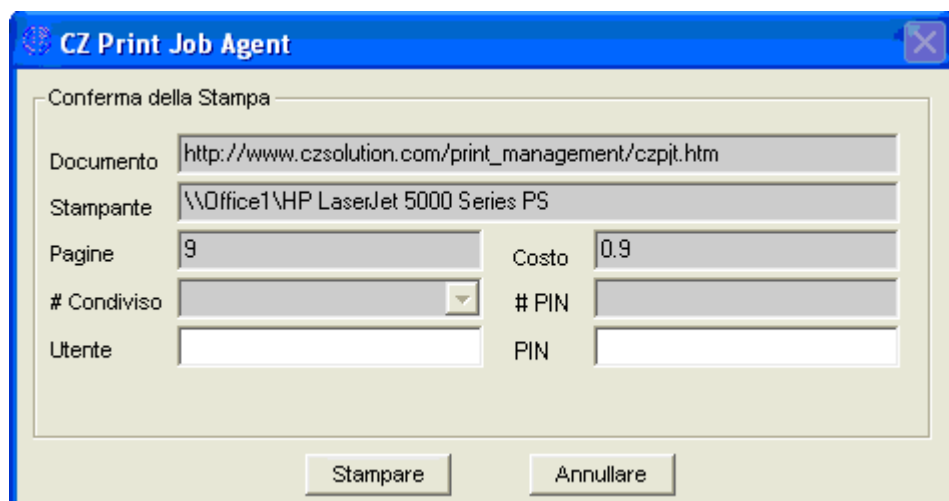 CZ Print Job Agent
Conferma della Stampa
Documento http://www.czsolution.com/print_management/czpjt.htm
Stampante \\Office1\HP LaserJet 5000 Series PS
Pagine 9 Costo 0.9
# Condiviso # PIN
Utente PIN
Stampare Annullare